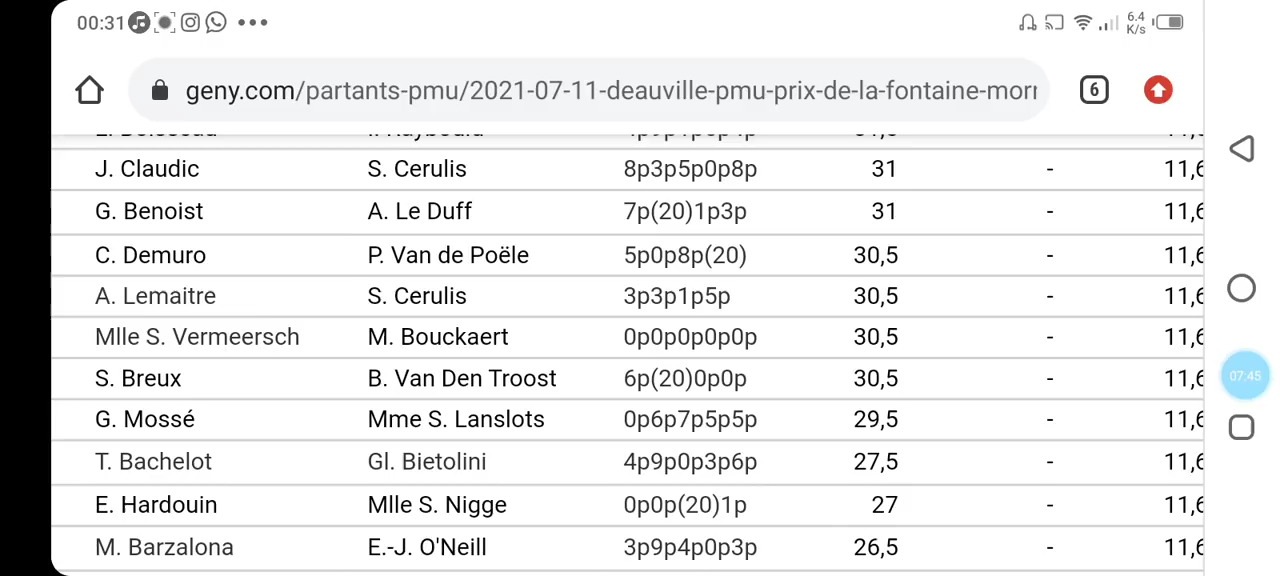 00:31 6.4 K/s
geny.com/partants-pmu/2021-07-11-deauville-pmu-prix-de-la-fontaine-morr 6
J. Claudic S. Cerulis 8p3p5p0p8p 31 - 11,6
G. Benoist A. Le Duff 7p(20)1p3p 31 - 11,6
C. Demuro P. Van de Poële 5p0p8p(20) 30,5 - 11,6
A. Lemaitre S. Cerulis 3p3p1p5p 30,5 - 11,6
07:45
Mlle S. Vermeersch M. Bouckaert 0p0p0p0p0p 30,5 - 11,6
S. Breux B. Van Den Troost 6p(20)0p0p 30,5 - 11,6
G. Mossé Mme S. Lanslots 0p6p7p5p5p 29,5 - 11,6
T. Bachelot Gl. Bietolini 4p9p0p3p6p 27,5 - 11,6
E. Hardouin Mlle S. Nigge 0p0p(20)1p 27 - 11,6
M. Barzalona E.-J. O'Neill 3p9p4p0p3p 26,5 - 11,6